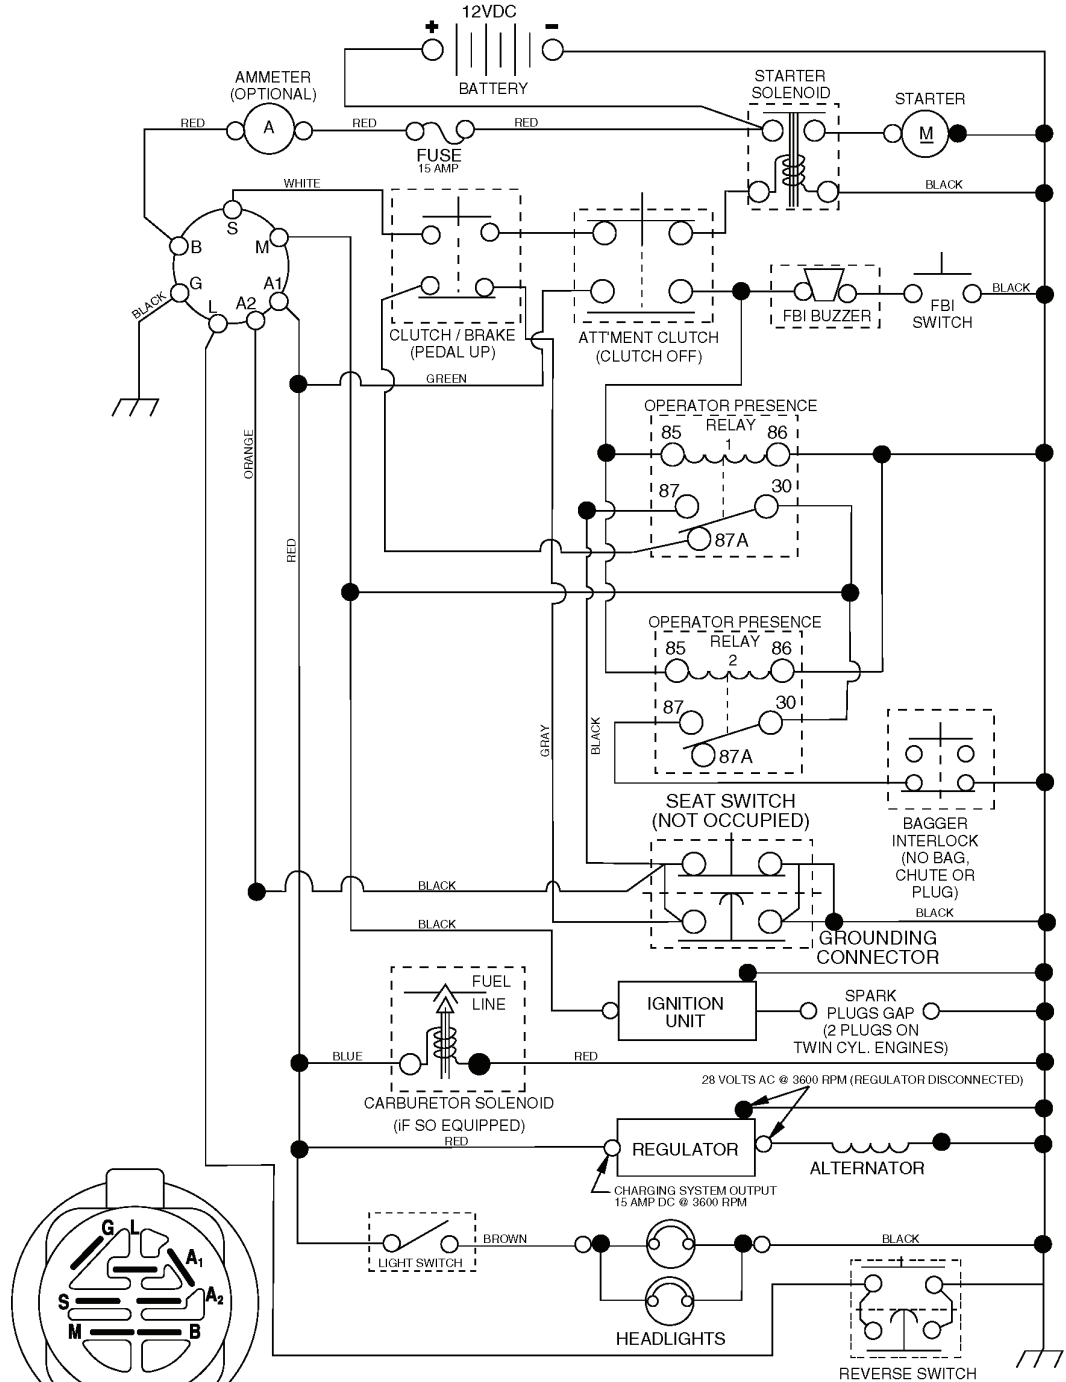 12VDC
+
-
BATTERY
AMMETER
(OPTIONAL)
STARTER
SOLENOID
STARTER
RED
A
RED
FUSE
15 AMP
RED
M
WHITE
BLACK
S
B
M
G
A1
A2
L
BLACK
CLUTCH / BRAKE
(PEDAL UP)
ATT'MENT CLUTCH
(CLUTCH OFF)
FBI BUZZER
FBI
SWITCH
BLACK
GREEN
OPERATOR PRESENCE
RELAY
1
85
86
87
30
87A
ORANGE
RED
OPERATOR PRESENCE
RELAY
2
85
86
87
30
87A
GRAY
BLACK
SEAT SWITCH
(NOT OCCUPIED)
BAGGER
INTERLOCK
(NO BAG,
CHUTE OR
PLUG)
BLACK
BLACK
BLACK
GROUNDING
CONNECTOR
FUEL
LINE
IGNITION
UNIT
SPARK
PLUGS GAP
(2 PLUGS ON
TWIN CYL. ENGINES)
BLUE
RED
CARBURETOR SOLENOID
(iF SO EQUIPPED)
28 VOLTS AC @ 3600 RPM (REGULATOR DISCONNECTED)
RED
REGULATOR
ALTERNATOR
CHARGING SYSTEM OUTPUT
15 AMP DC @ 3600 RPM
LIGHT SWITCH
BROWN
BLACK
HEADLIGHTS
REVERSE SWITCH
G
L
A1
A2
S
M
B